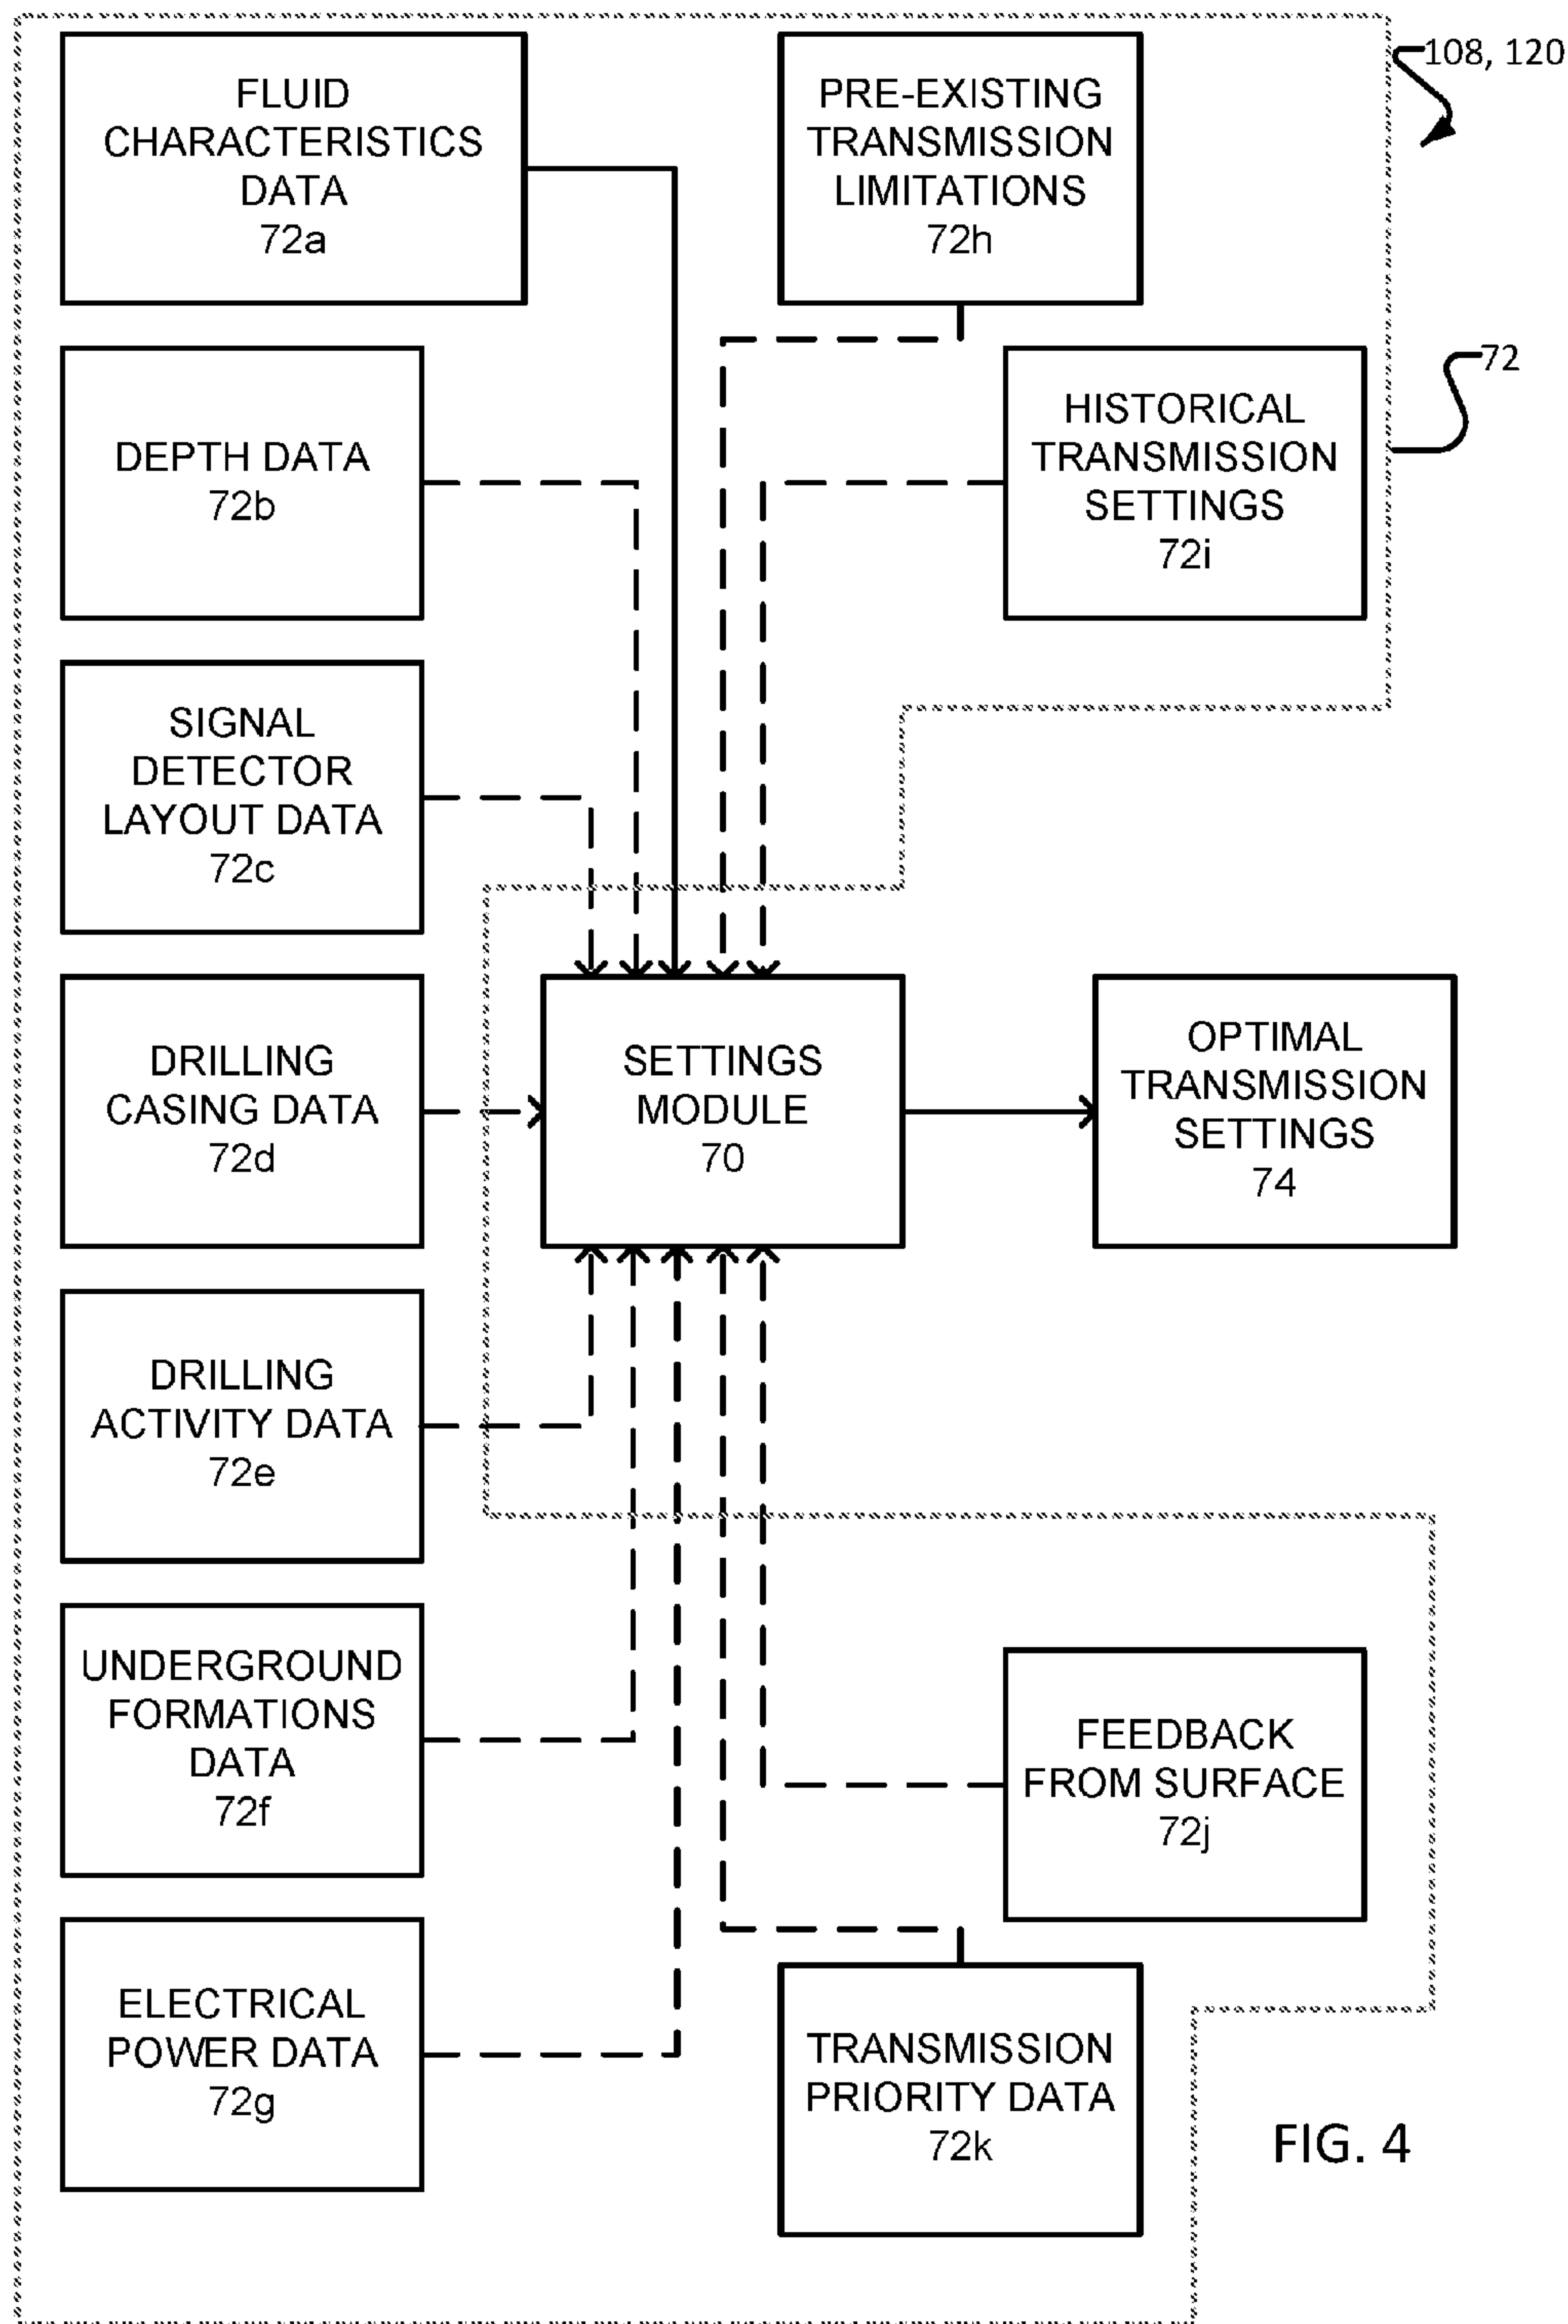 108, 120
FLUID
CHARACTERISTICS
DATA
72a
PRE-EXISTING
TRANSMISSION
LIMITATIONS
72h
72
DEPTH DATA
72b
HISTORICAL
TRANSMISSION
SETTINGS
72i
SIGNAL
DETECTOR
LAYOUT DATA
72c
DRILLING
CASING DATA
72d
SETTINGS
MODULE
70
OPTIMAL
TRANSMISSION
SETTINGS
74
DRILLING
ACTIVITY DATA
72e
UNDERGROUND
FORMATIONS
DATA
72f
FEEDBACK
FROM SURFACE
72j
ELECTRICAL
POWER DATA
72g
TRANSMISSION
PRIORITY DATA
72k
FIG. 4